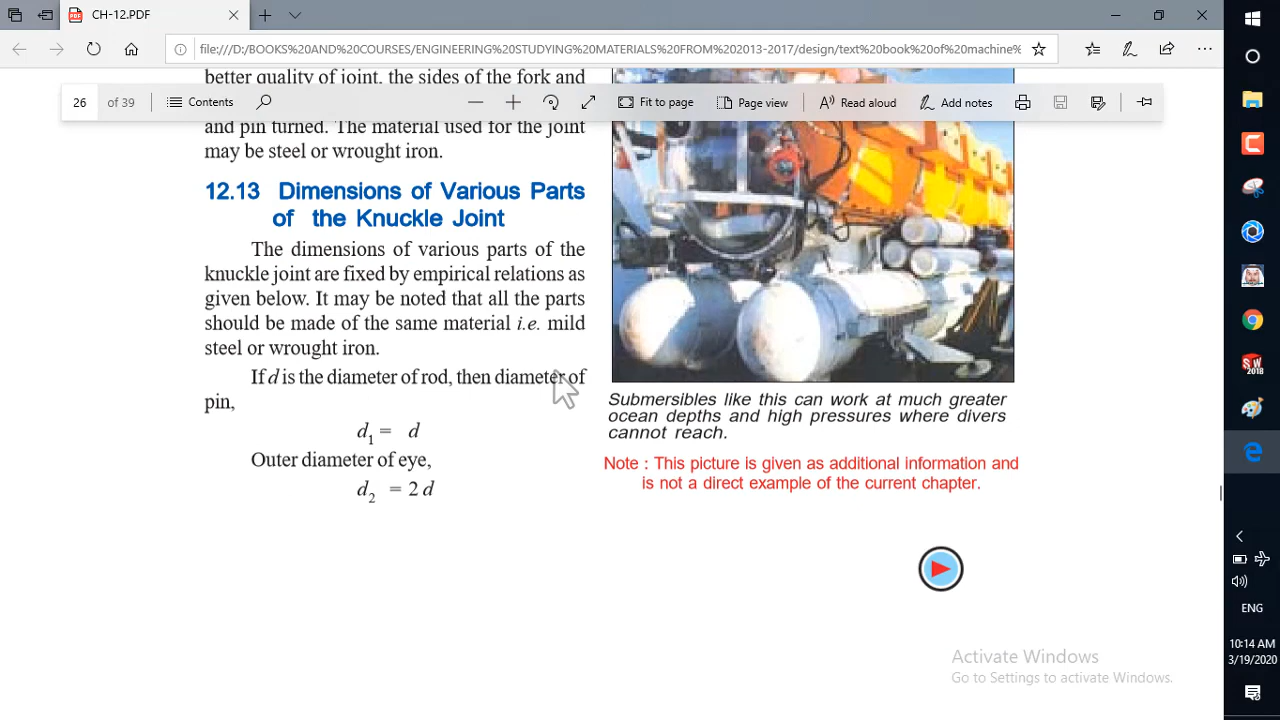 CH-12.PDF
file:///D:/BOOKS%20AND%20COURSES/ENGINEERING%20STUDYING%20MATERIALS%20FROM%202013-2017/design/text%20book%20of%20machine%
26 of 39 Contents Fit to page Page view Read aloud Add notes
better quality of joint, the sides of the fork and
and pin turned. The material used for the joint
may be steel or wrought iron.
12.13 Dimensions of Various Parts
of the Knuckle Joint
The dimensions of various parts of the
knuckle joint are fixed by empirical relations as
given below. It may be noted that all the parts
should be made of the same material i.e. mild
steel or wrought iron.
If d is the diameter of rod, then diameter of
pin,
d1 = d
Outer diameter of eye,
d2 = 2 d
Submersibles like this can work at much greater
ocean depths and high pressures where divers
cannot reach.
Note : This picture is given as additional information and
is not a direct example of the current chapter.
Activate Windows
Go to Settings to activate Windows.
SW
2018
ENG
10:14 AM
3/19/2020